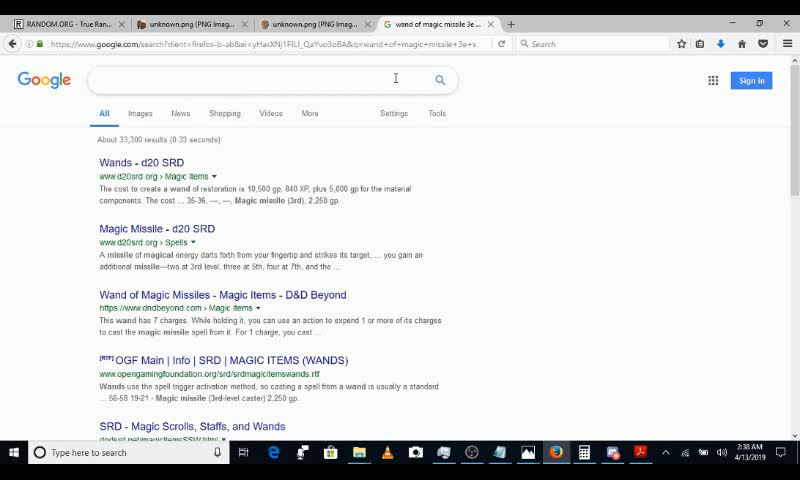 RANDOM.ORG - True Ran
unknown.png (PNG Imag
unknown.png (PNG Imag
wand of magic missile 3e
https://www.google.com/search?client=firefox-b-ab&ei=
q=wand+of+magic+missile+3e+s
Search
Google
Sign in
All
Images
News
Shopping
Videos
More
Settings
Tools
About 33,300 results (0.33 seconds)
Wands - d20 SRD
www.d20srd.org › Magic Items
The cost to create a wand of restoration is 10,500 gp, 840 XP, plus 5,000 gp for the material
components. The cost ... 35-36, —, —, Magic missile (3rd), 2,250 gp.
Magic Missile - d20 SRD
www.d20srd.org › Spells
A missile of magical energy darts forth from your fingertip and strikes its target, ... you gain an
additional missile—two at 3rd level, three at 5th, four at 7th, and the ...
Wand of Magic Missiles - Magic Items - D&D Beyond
https://www.dndbeyond.com › Magic Items
This wand has 7 charges. While holding it, you can use an action to expend 1 or more of its charges
to cast the magic missile spell from it. For 1 charge, you cast ...
[RTF] OGF Main | Info | SRD | MAGIC ITEMS (WANDS)
www.opengamingfoundation.org/srd/srdmagicitemswands.rtf
Wands use the spell trigger activation method, so casting a spell from a wand is usually a standard
... 55-58 19-21 - Magic missile (3rd-level caster) 2,250 gp.
SRD - Magic Scrolls, Staffs, and Wands
dndsrd.net/magicItemsSSW.html
Type here to search
2:38 AM
4/13/2019